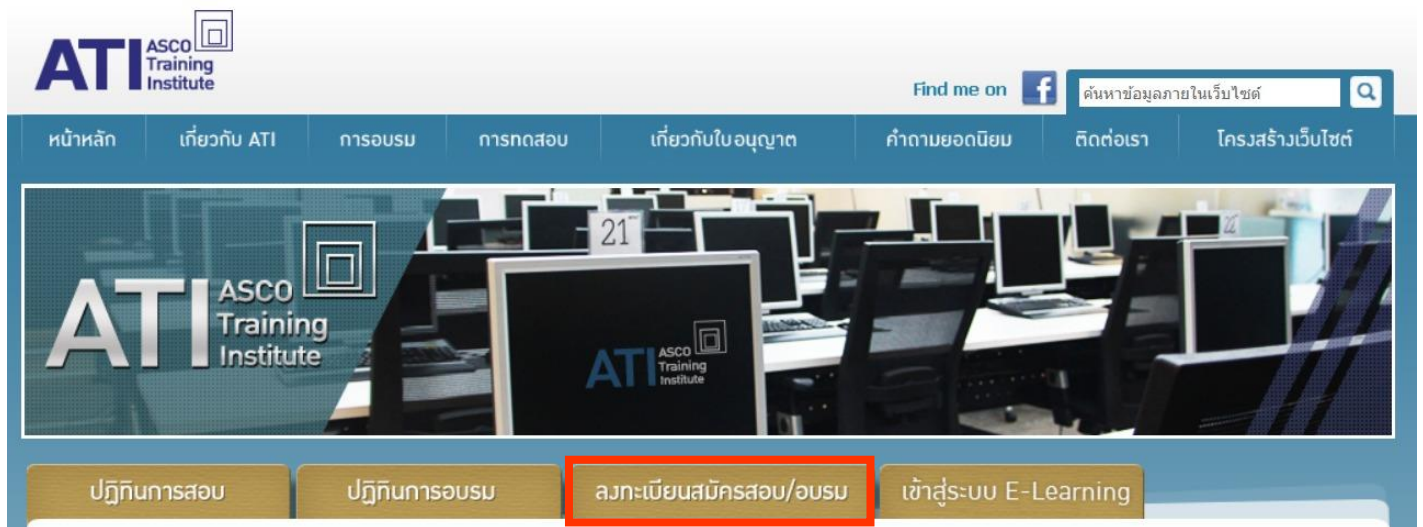 ATI ASCO
Training
Institute
Find me on f ค้นหาข้อมูลภายในเว็บไซต์
หน้าหลัก เกี่ยวกับ ATI การอบรม การทดสอบ เกี่ยวกับใบอนุญาต คำถามยอดนิยม ติดต่อเรา โครงสร้างเว็บไซต์
21
22
ATI ASCO
Training
Institute
ATI ASCO
Training
Institute
ปฏิทินการสอบ ปฏิทินการอบรม ลงทะเบียนสมัครสอบ/อบรม เข้าสู่ระบบ E-Learning